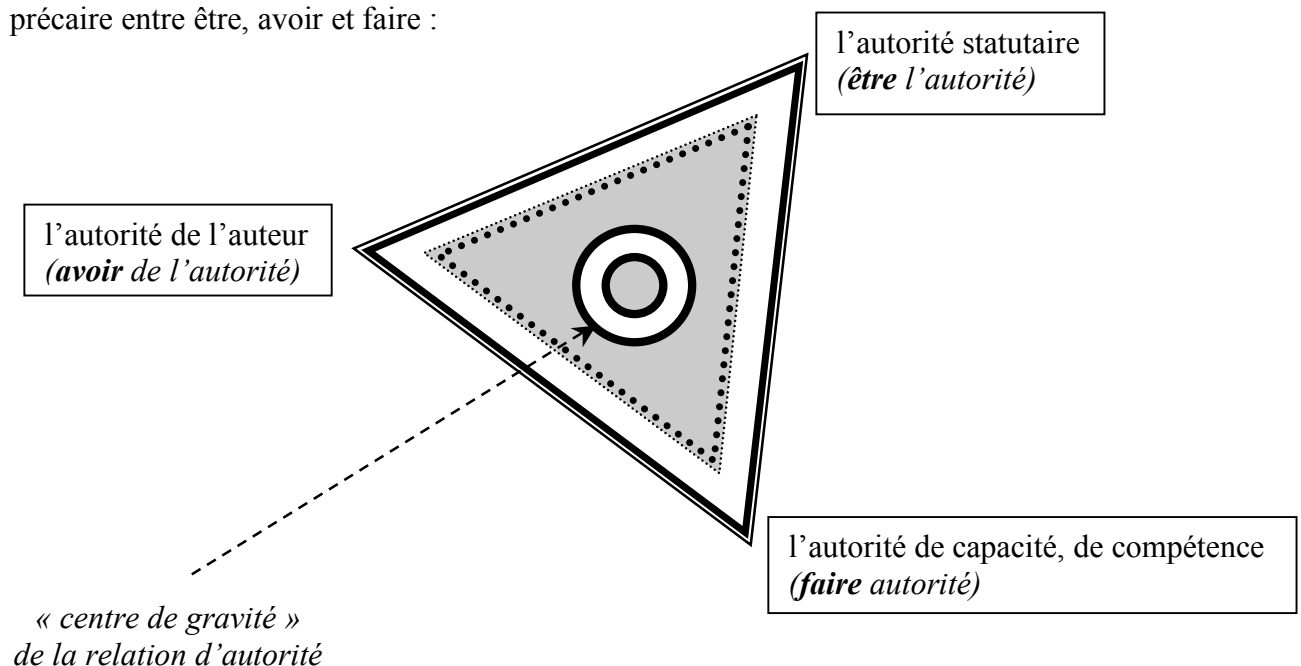 précaire entre être, avoir et faire :
l’autorité statutaire
(être l’autorité)
l’autorité de l’auteur
(avoir de l’autorité)
l’autorité de capacité, de compétence
(faire autorité)
« centre de gravité »
de la relation d’autorité